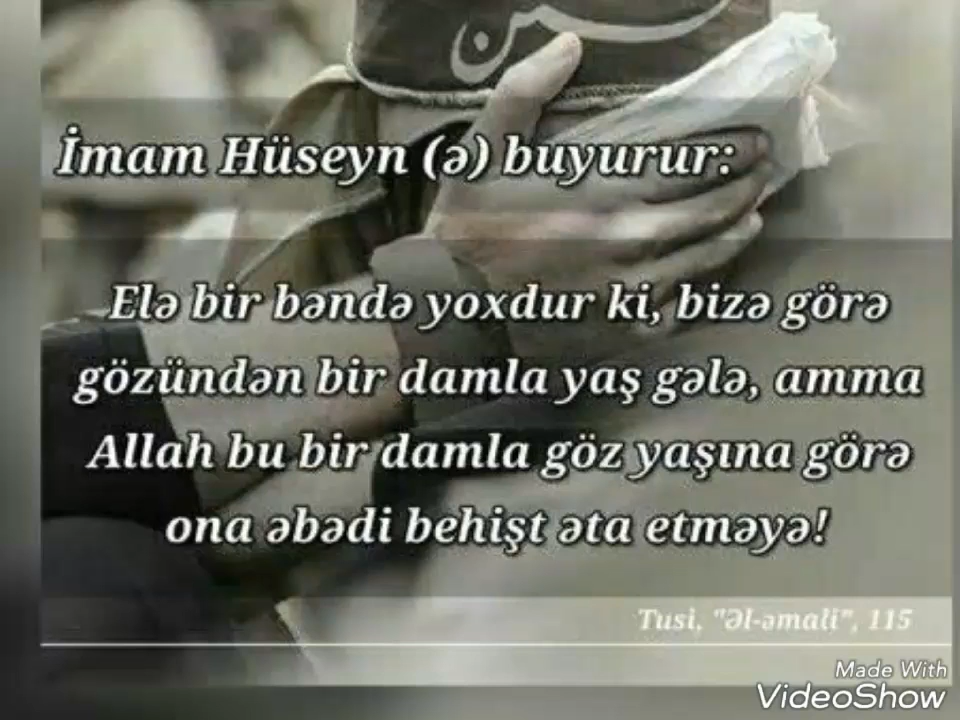 حسین
İmam Hüseyn (ə) buyurur:
Elə bir bəndə yoxdur ki, bizə görə
gözündən bir damla yaş gələ, amma
Allah bu bir damla göz yaşına görə
ona əbədi behişt əta etməyə!
Tusi, "Əl-əmali", 115
Made With
VideoShow